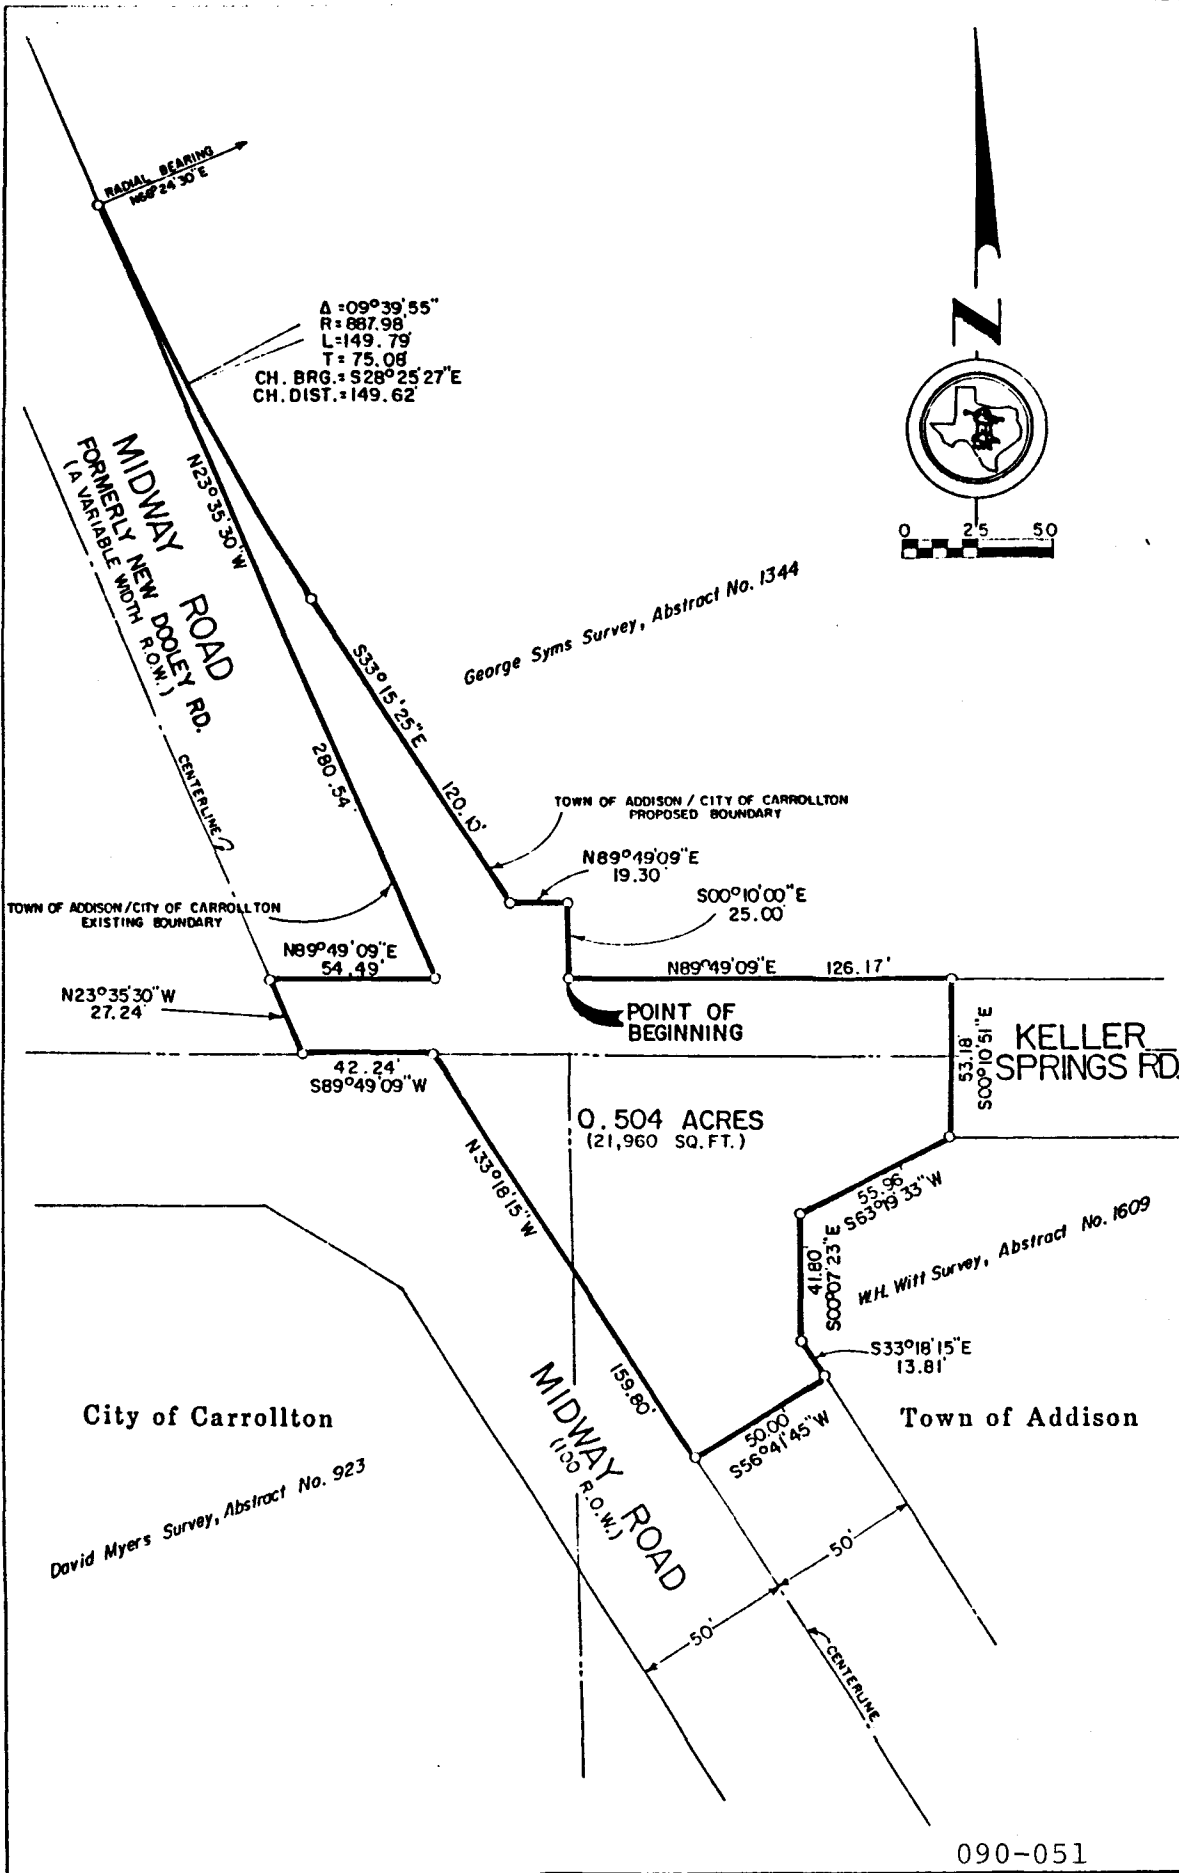 RADIAL BEARING
N66°24'30"E
Δ=09°39'55"
R=887.98'
L=149.79'
T=75.08'
CH. BRG.=S28°25'27"E
CH. DIST.=149.62'
N
0 25 50
MIDWAY ROAD
FORMERLY NEW DOOLEY RD.
(A VARIABLE WIDTH R.O.W.)
N23°35'30"W
280.54'
CENTERLINE
George Syms Survey, Abstract No. 1344
S33°15'25"E
120.10'
TOWN OF ADDISON / CITY OF CARROLLTON
PROPOSED BOUNDARY
N89°49'09"E
19.30'
S00°10'00"E
25.00'
TOWN OF ADDISON/CITY OF CARROLLTON
EXISTING BOUNDARY
N89°49'09"E
54.49'
N89°49'09"E 126.17'
N23°35'30"W
27.24'
POINT OF
BEGINNING
53.18'
S00°10'51"E
KELLER
SPRINGS RD.
42.24'
S89°49'09"W
0.504 ACRES
(21,960 SQ. FT.)
N33°18'15"W
159.80'
55.96'
S63°19'33"W
41.80'
S00°07'23"E
W.H. Witt Survey, Abstract No. 1609
S33°18'15"E
13.81'
50.00'
S56°41'45"W
City of Carrollton
Town of Addison
MIDWAY ROAD
(100' R.O.W.)
David Myers Survey, Abstract No. 923
50'
50'
CENTERLINE
090-051